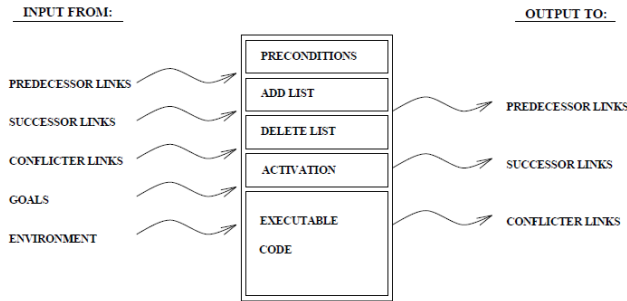 INPUT FROM:
PREDECESSOR LINKS
SUCCESSOR LINKS
CONFLICTER LINKS
GOALS
ENVIRONMENT
PRECONDITIONS
ADD LIST
DELETE LIST
ACTIVATION
EXECUTABLE
CODE
OUTPUT TO:
PREDECESSOR LINKS
SUCCESSOR LINKS
CONFLICTER LINKS